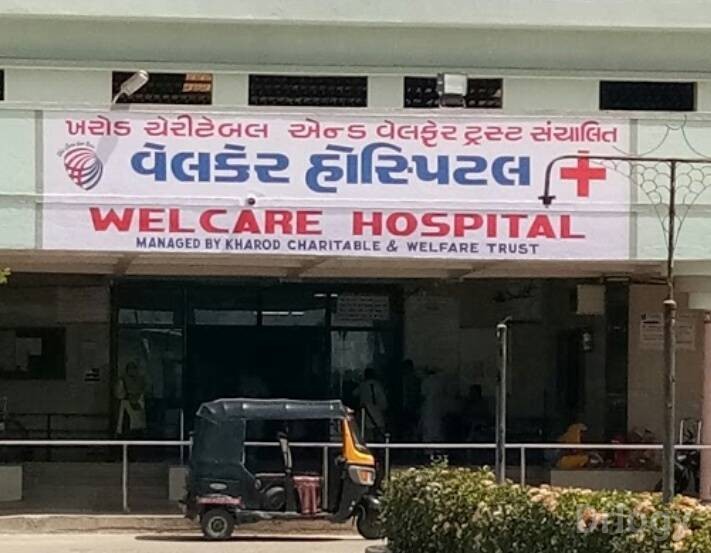 ખરોડ ચેરીટેબલ એન્ડ વેલફેર ટ્રસ્ટ સંચાલિત
વેલકેર હોસ્પિટલ
WELCARE HOSPITAL
MANAGED BY KHAROD CHARITABLE & WELFARE TRUST